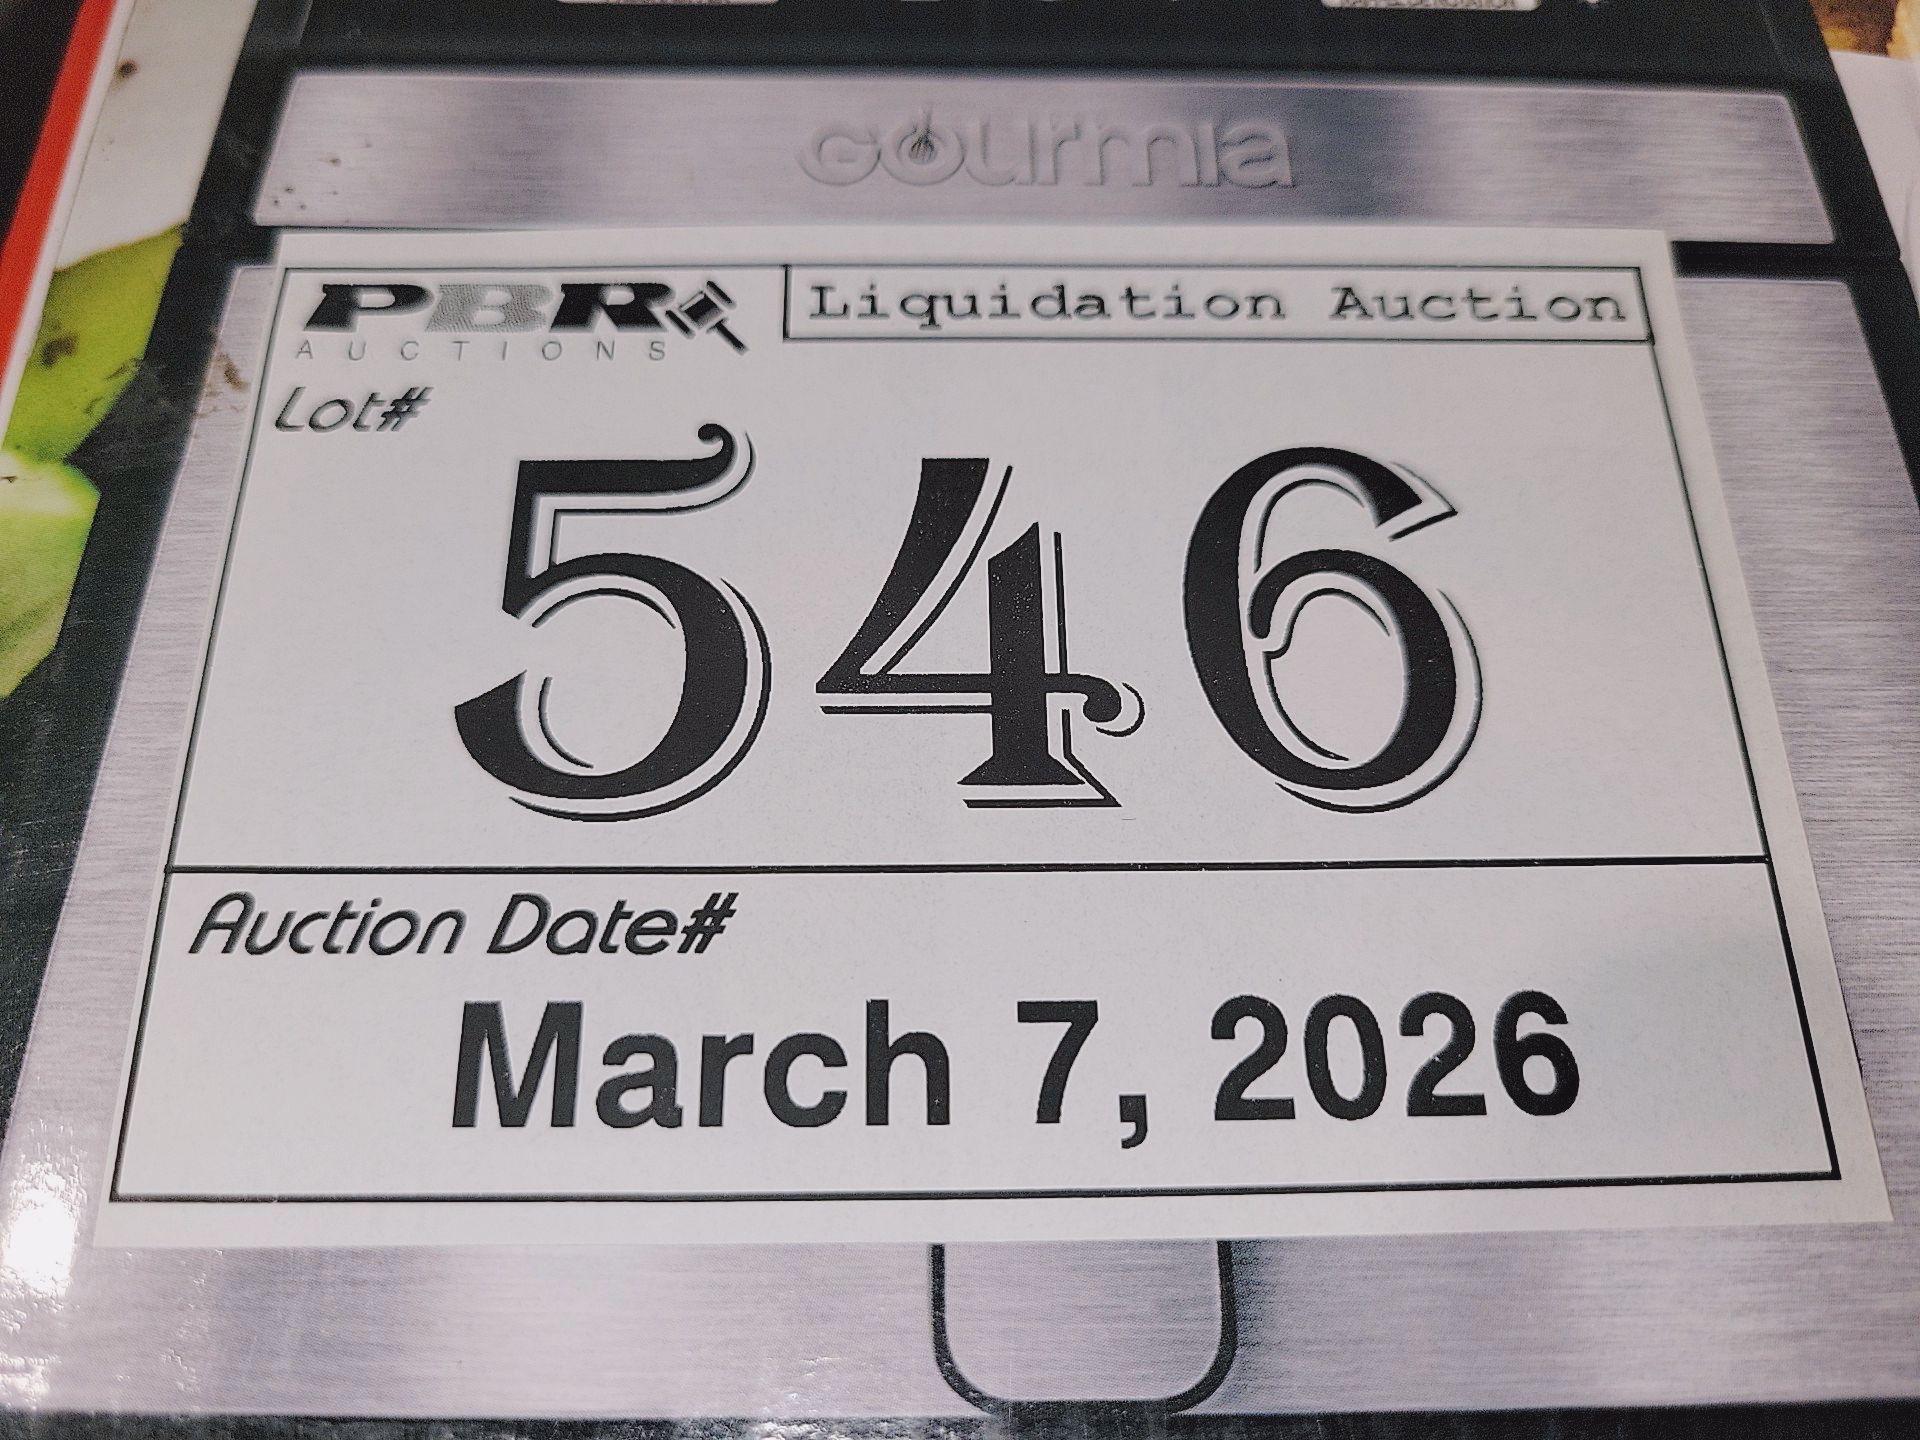 Gourmia
PBR
AUCTIONS
Liquidation Auction
Lot#
546
Auction Date#
March 7, 2026